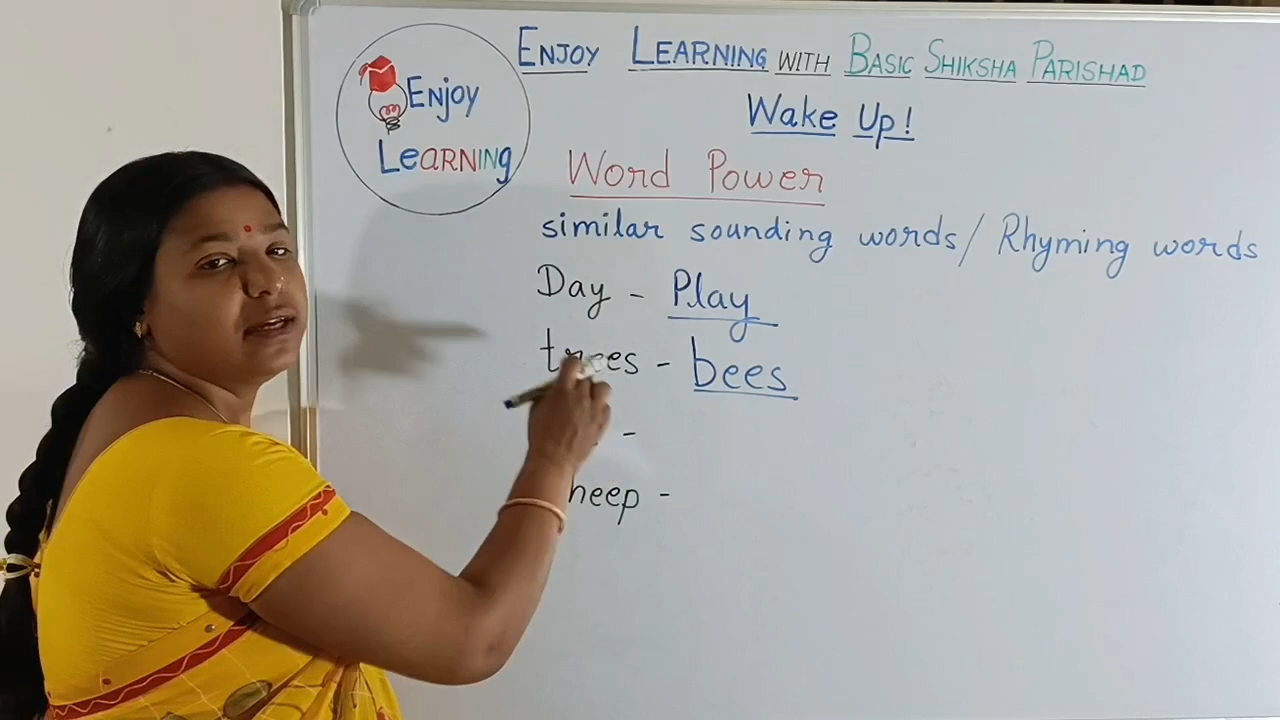 Enjoy
Learning
ENJOY LEARNING WITH BASIC SHIKSHA PARISHAD
Wake Up!
Word Power
similar sounding words/ Rhyming words
Day - Play
trees - bees
-
heep -